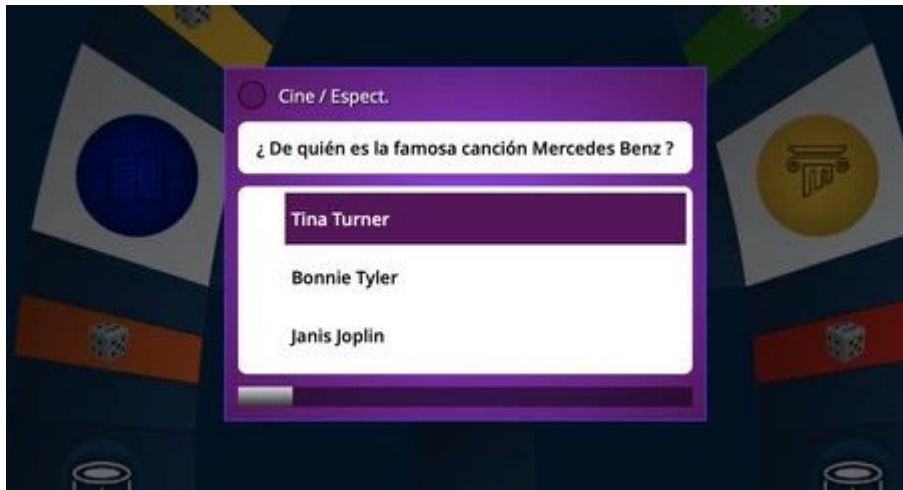 Cine / Espect.
¿ De quién es la famosa canción Mercedes Benz ?
Tina Turner
Bonnie Tyler
Janis Joplin